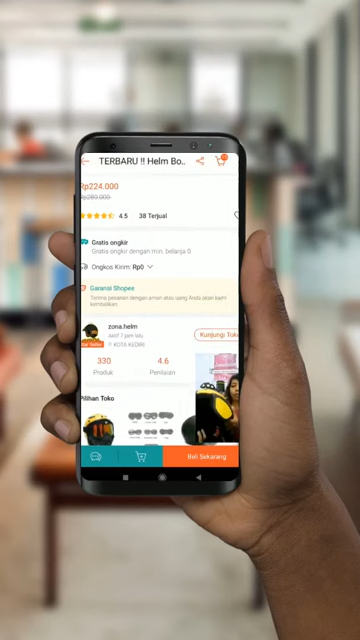 TERBARU !! Helm Bo..
Rp224.000
Rp280.000
4.5 38 Terjual
Gratis ongkir
Gratis ongkir dengan min. belanja 0
Ongkos Kirim: Rp0
Garansi Shopee
Terima pesanan dengan aman atau uang Anda akan kami kembalikan.
zona.helm
Aktif 7 jam lalu
KOTA KEDIRI
Kunjungi Toko
330
4.6
Produk
Penilaian
Pilihan Toko
Beli Sekarang